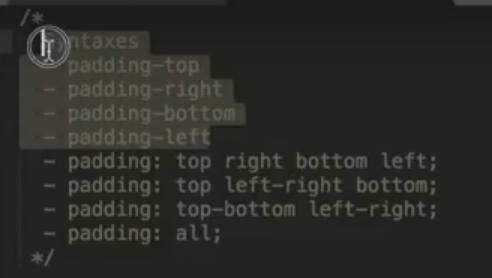 /*
ntaxes
- padding-top
- padding-right
- padding-bottom
- padding-left
- padding: top right bottom left;
- padding: top left-right bottom;
- padding: top-bottom left-right;
- padding: all;
*/